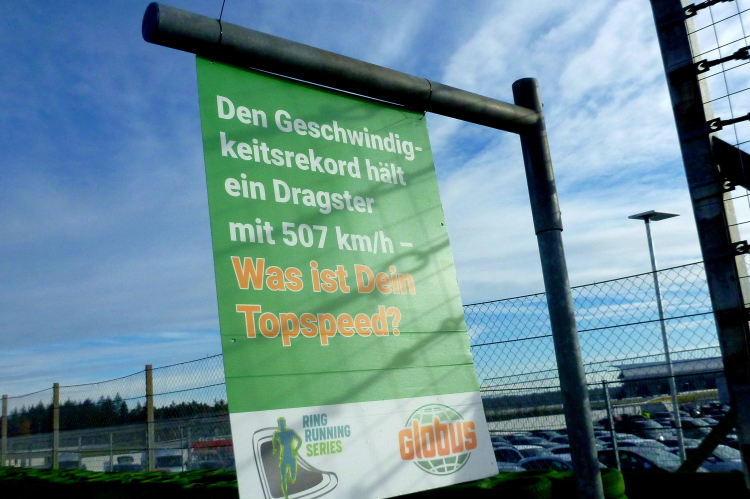 Den Geschwindig-
keitsrekord hält
ein Dragster
mit 507 km/h –
Was ist Dein
Topspeed?
RING
RUNNING
SERIES
Globus